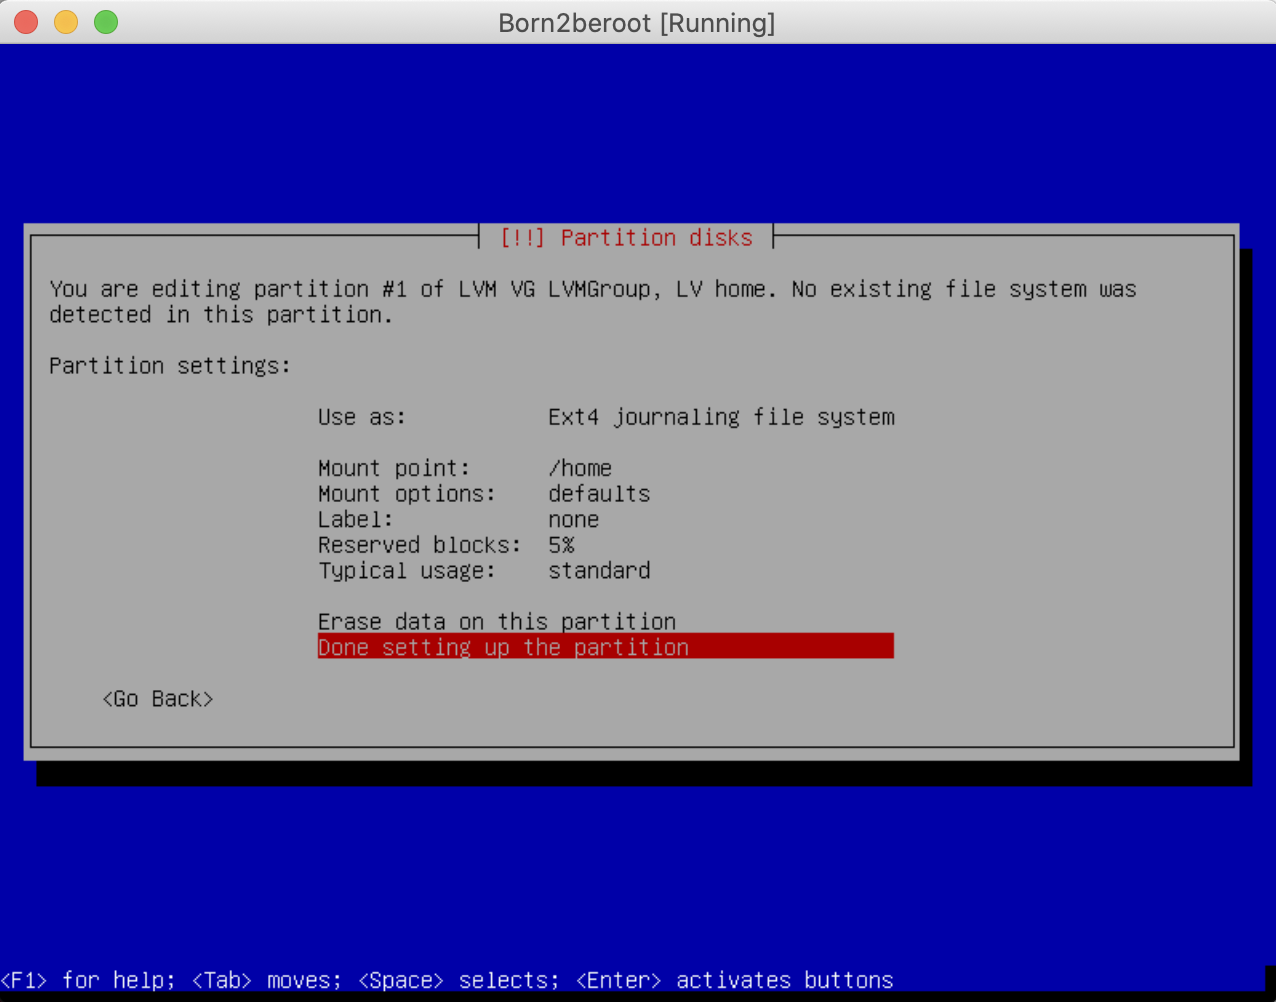 Born2beroot [Running]
[!!] Partition disks
You are editing partition #1 of LVM VG LVMGroup, LV home. No existing file system was
detected in this partition.
Partition settings:
Use as: Ext4 journaling file system
Mount point: /home
Mount options: defaults
Label: none
Reserved blocks: 5%
Typical usage: standard
Erase data on this partition
Done setting up the partition
<Go Back>
<F1> for help; <Tab> moves; <Space> selects; <Enter> activates buttons